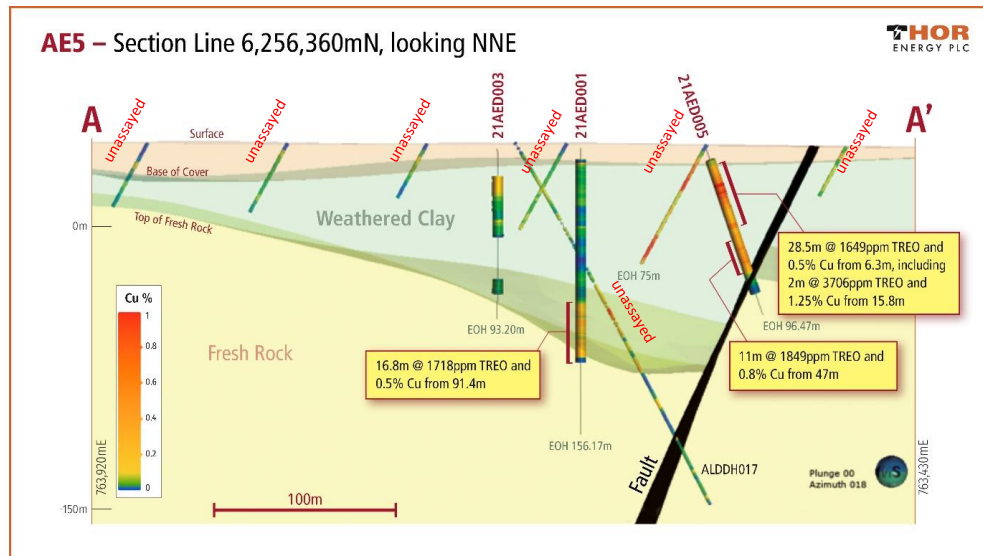 AE5 – Section Line 6,256,360mN, looking NNE
THOR
ENERGY PLC
A
A'
unassayed
unassayed
unassayed
21AED003
unassayed
21AED001
unassayed
21AED005
unassayed
Surface
Base of Cover
Top of Fresh Rock
Weathered Clay
0m
EOH 75m
28.5m @ 1649ppm TREO and
0.5% Cu from 6.3m, including
2m @ 3706ppm TREO and
1.25% Cu from 15.8m
unassayed
Cu %
1
0.8
0.6
0.4
0.2
0
EOH 93.20m
EOH 96.47m
Fresh Rock
16.8m @ 1718ppm TREO and
0.5% Cu from 91.4m
11m @ 1849ppm TREO and
0.8% Cu from 47m
EOH 156.17m
Fault
ALDDH017
Plunge 00
Azimuth 018
763,920mE
763,430mE
100m
-150m